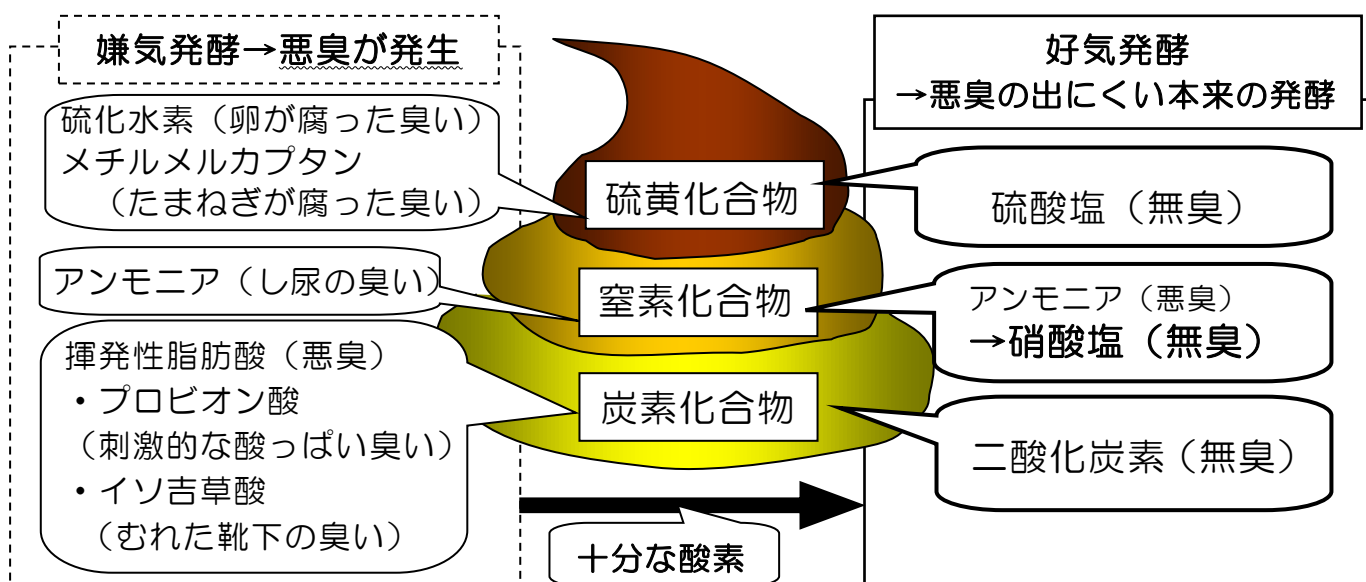 嫌気発酵→悪臭が発生
硫化水素（卵が腐った臭い）
メチルメルカプタン
（たまねぎが腐った臭い）
アンモニア（し尿の臭い）
揮発性脂肪酸（悪臭）
・プロビオン酸
（刺激的な酸っぱい臭い）
・イソ吉草酸
（むれた靴下の臭い）
硫黄化合物
窒素化合物
炭素化合物
十分な酸素
好気発酵
→悪臭の出にくい本来の発酵
硫酸塩（無臭）
アンモニア（悪臭）
→硝酸塩（無臭）
二酸化炭素（無臭）